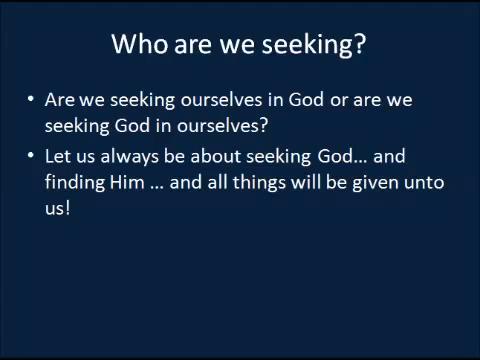 Who are we seeking?
• Are we seeking ourselves in God or are we
seeking God in ourselves?
• Let us always be about seeking God... and
finding Him ... and all things will be given unto
us!